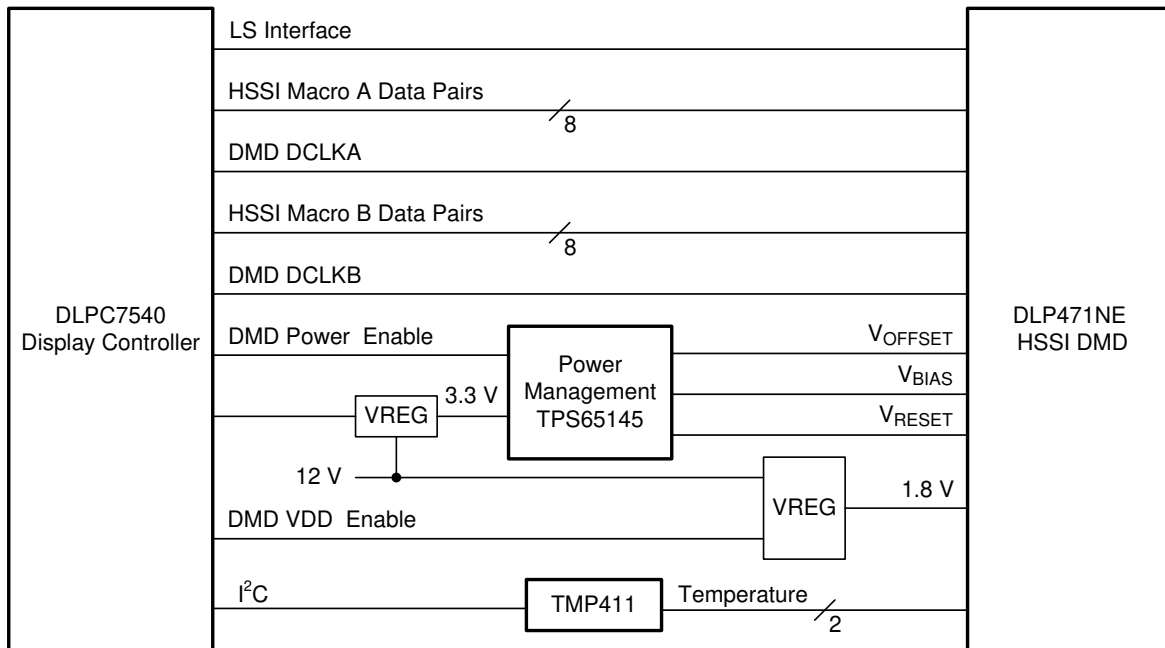 LS Interface
HSSI Macro A Data Pairs
8
DMD DCLKA
HSSI Macro B Data Pairs
8
DMD DCLKB
DLPC7540
Display Controller
DLP471NE
HSSI DMD
DMD Power Enable
Power
Management
TPS65145
VOFFSET
VBIAS
VRESET
VREG
3.3 V
12 V
VREG
1.8 V
DMD VDD Enable
I²C
TMP411
Temperature
2